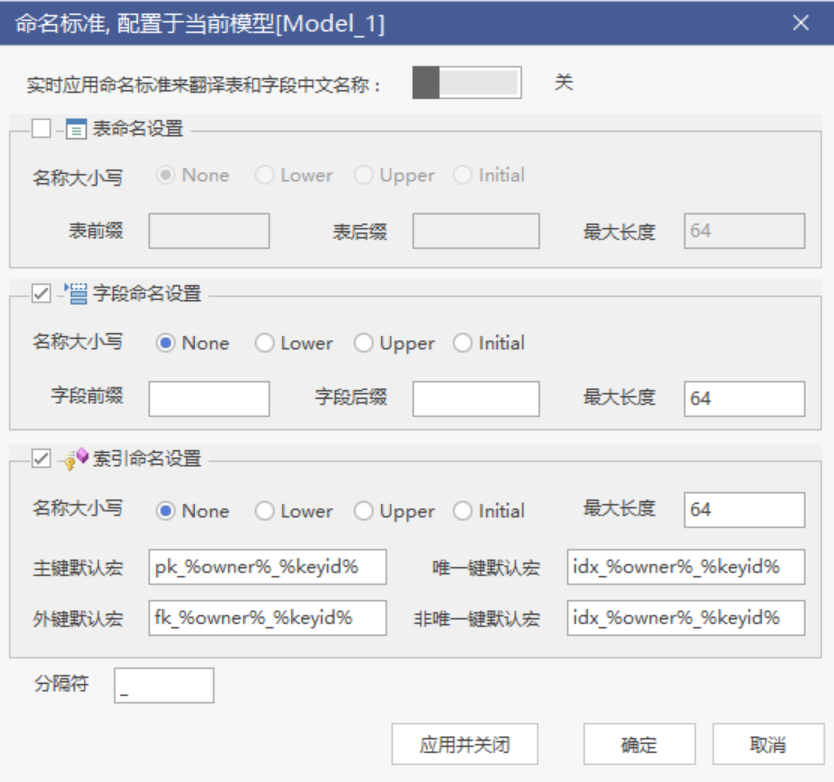 命名标准, 配置于当前模型[Model_1]
实时应用命名标准来翻译表和字段中文名称： 关
表命名设置
名称大小写 None Lower Upper Initial
表前缀 表后缀 最大长度 64
字段命名设置
名称大小写 None Lower Upper Initial
字段前缀 字段后缀 最大长度 64
索引命名设置
名称大小写 None Lower Upper Initial 最大长度 64
主键默认宏 pk_%owner%_%keyid% 唯一键默认宏 idx_%owner%_%keyid%
外键默认宏 fk_%owner%_%keyid% 非唯一键默认宏 idx_%owner%_%keyid%
分隔符 _
应用并关闭 确定 取消